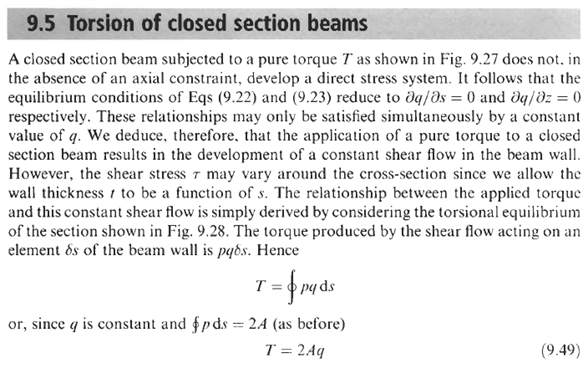 9.5 Torsion of closed section beams
A closed section beam subjected to a pure torque T as shown in Fig. 9.27 does not, in
the absence of an axial constraint, develop a direct stress system. It follows that the
equilibrium conditions of Eqs (9.22) and (9.23) reduce to ∂q/∂s = 0 and ∂q/∂z = 0
respectively. These relationships may only be satisfied simultaneously by a constant
value of q. We deduce, therefore, that the application of a pure torque to a closed
section beam results in the development of a constant shear flow in the beam wall.
However, the shear stress τ may vary around the cross-section since we allow the
wall thickness t to be a function of s. The relationship between the applied torque
and this constant shear flow is simply derived by considering the torsional equilibrium
of the section shown in Fig. 9.28. The torque produced by the shear flow acting on an
element δs of the beam wall is pqδs. Hence
T = ∮ pq ds
or, since q is constant and ∮ p ds = 2A (as before)
T = 2Aq (9.49)